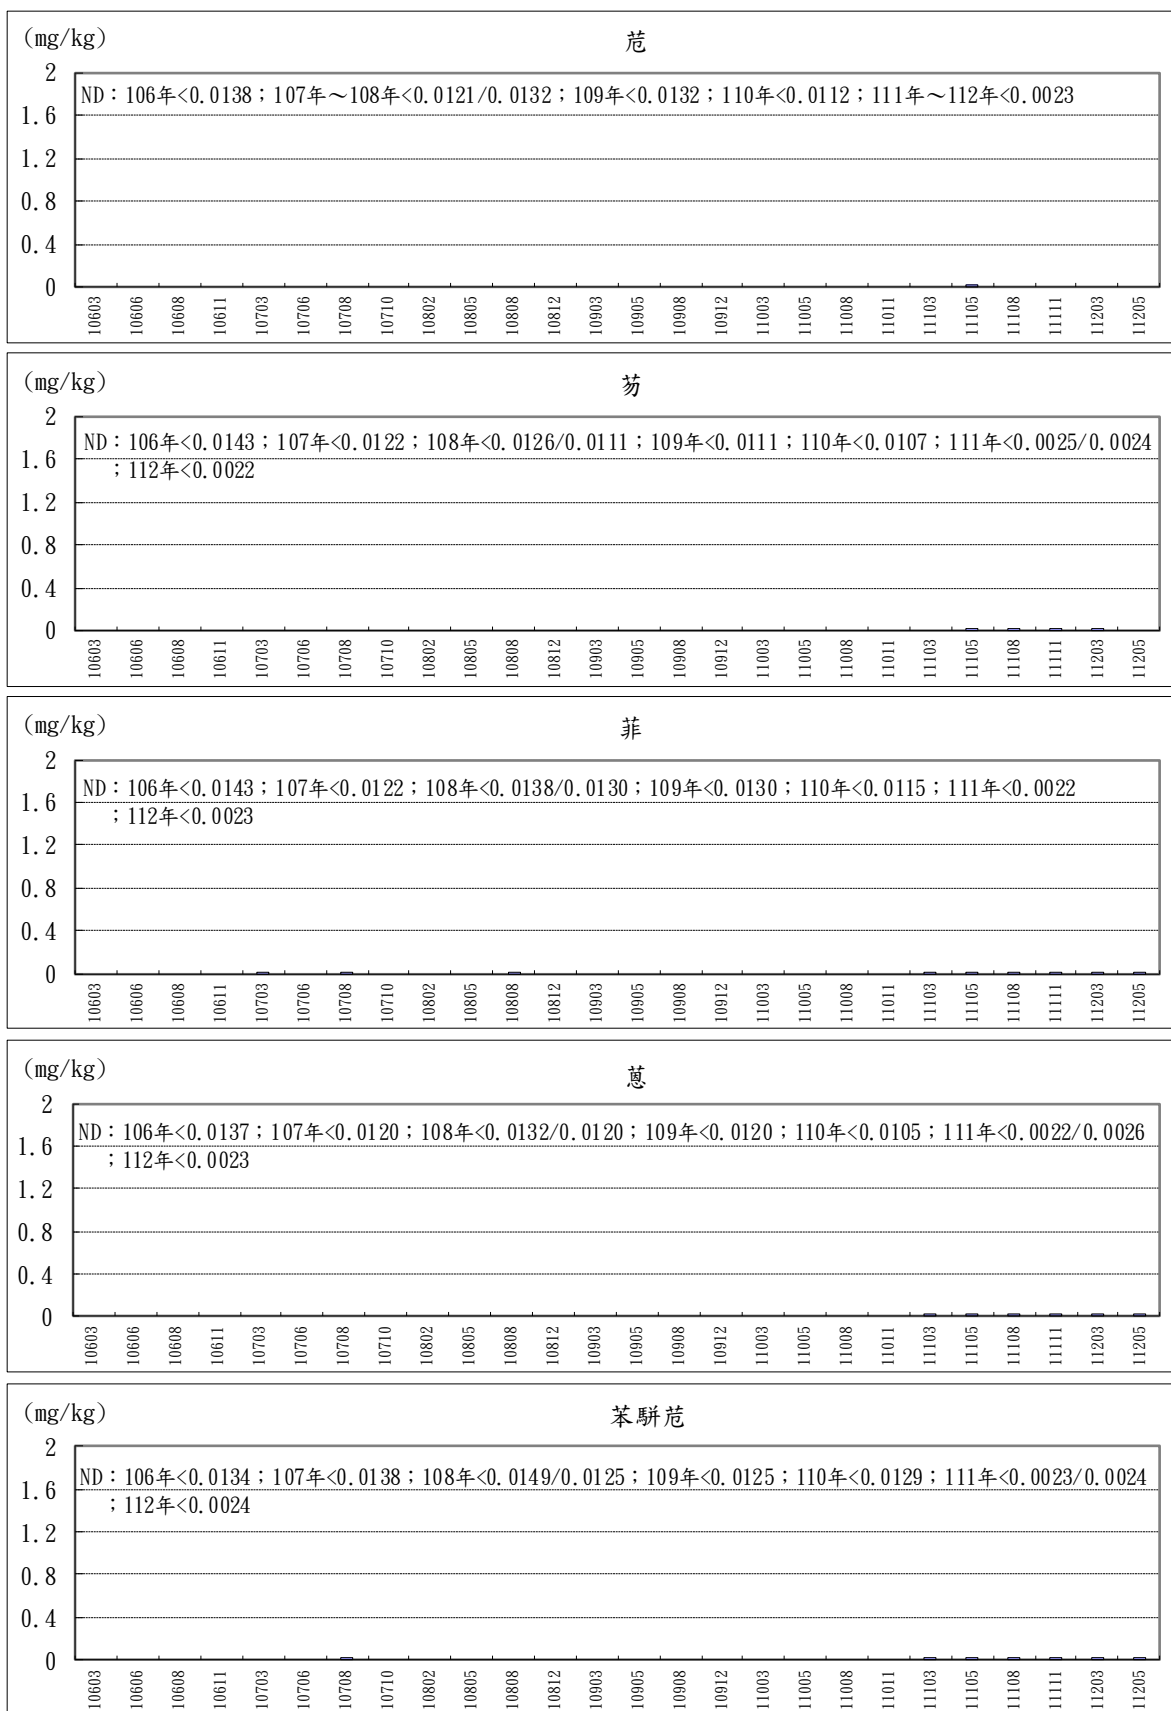 (mg/kg)
苊
2
ND：106年<0.0138；107年～108年<0.0121/0.0132；109年<0.0132；110年<0.0112；111年～112年<0.0023
1.6
1.2
0.8
0.4
0
10603 10606 10608 10611 10703 10706 10708 10710 10802 10805 10808 10812 10903 10905 10908 10912 11003 11005 11008 11011 11103 11105 11108 11111 11203 11205
(mg/kg)
芴
2
ND：106年<0.0143；107年<0.0122；108年<0.0126/0.0111；109年<0.0111；110年<0.0107；111年<0.0025/0.0024
1.6
；112年<0.0022
1.2
0.8
0.4
0
10603 10606 10608 10611 10703 10706 10708 10710 10802 10805 10808 10812 10903 10905 10908 10912 11003 11005 11008 11011 11103 11105 11108 11111 11203 11205
(mg/kg)
菲
2
ND：106年<0.0143；107年<0.0122；108年<0.0138/0.0130；109年<0.0130；110年<0.0115；111年<0.0022
1.6
；112年<0.0023
1.2
0.8
0.4
0
10603 10606 10608 10611 10703 10706 10708 10710 10802 10805 10808 10812 10903 10905 10908 10912 11003 11005 11008 11011 11103 11105 11108 11111 11203 11205
(mg/kg)
蒽
2
ND：106年<0.0137；107年<0.0120；108年<0.0132/0.0120；109年<0.0120；110年<0.0105；111年<0.0022/0.0026
1.6
；112年<0.0023
1.2
0.8
0.4
0
10603 10606 10608 10611 10703 10706 10708 10710 10802 10805 10808 10812 10903 10905 10908 10912 11003 11005 11008 11011 11103 11105 11108 11111 11203 11205
(mg/kg)
苯駢苊
2
ND：106年<0.0134；107年<0.0138；108年<0.0149/0.0125；109年<0.0125；110年<0.0129；111年<0.0023/0.0024
1.6
；112年<0.0024
1.2
0.8
0.4
0
10603 10606 10608 10611 10703 10706 10708 10710 10802 10805 10808 10812 10903 10905 10908 10912 11003 11005 11008 11011 11103 11105 11108 11111 11203 11205